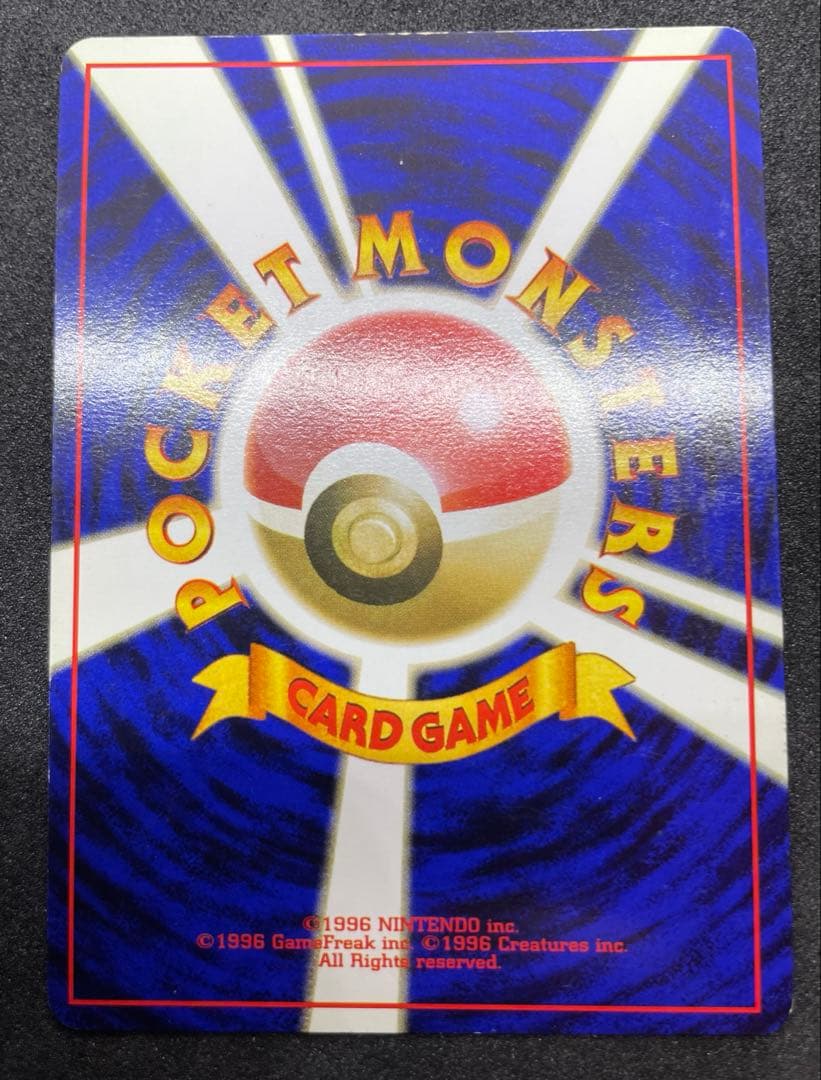 POCKET MONSTERS
CARD GAME
©1996 NINTENDO inc.
©1996 GameFreak inc. ©1996 Creatures inc.
All Rights reserved.